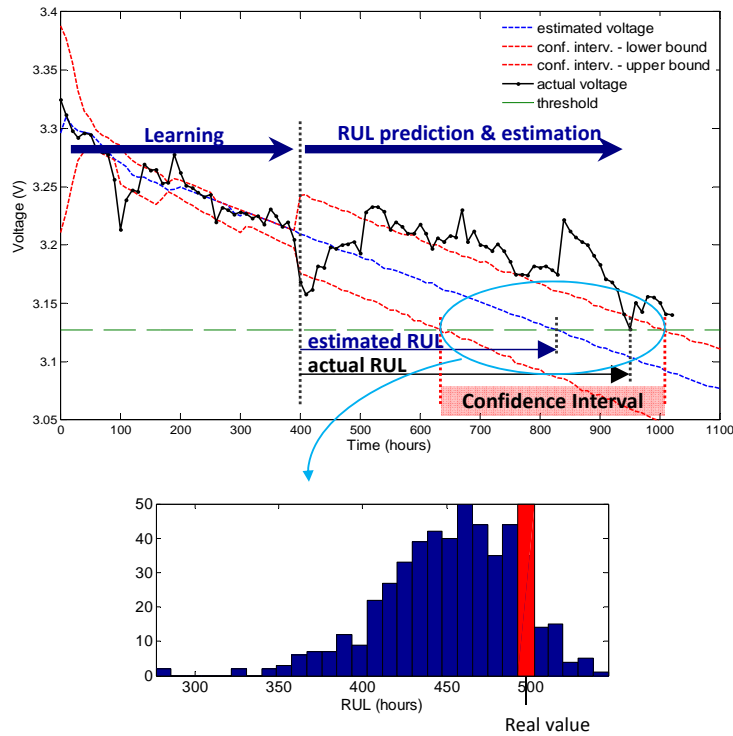 3.4
3.35
3.3
3.25
3.2
3.15
3.1
3.05
Voltage (V)
estimated voltage
conf. interv. - lower bound
conf. interv. - upper bound
actual voltage
threshold
Learning
RUL prediction & estimation
estimated RUL
actual RUL
Confidence Interval
0 100 200 300 400 500 600 700 800 900 1000 1100
Time (hours)
50
40
30
20
10
0
300 350 400 450 500
RUL (hours)
Real value